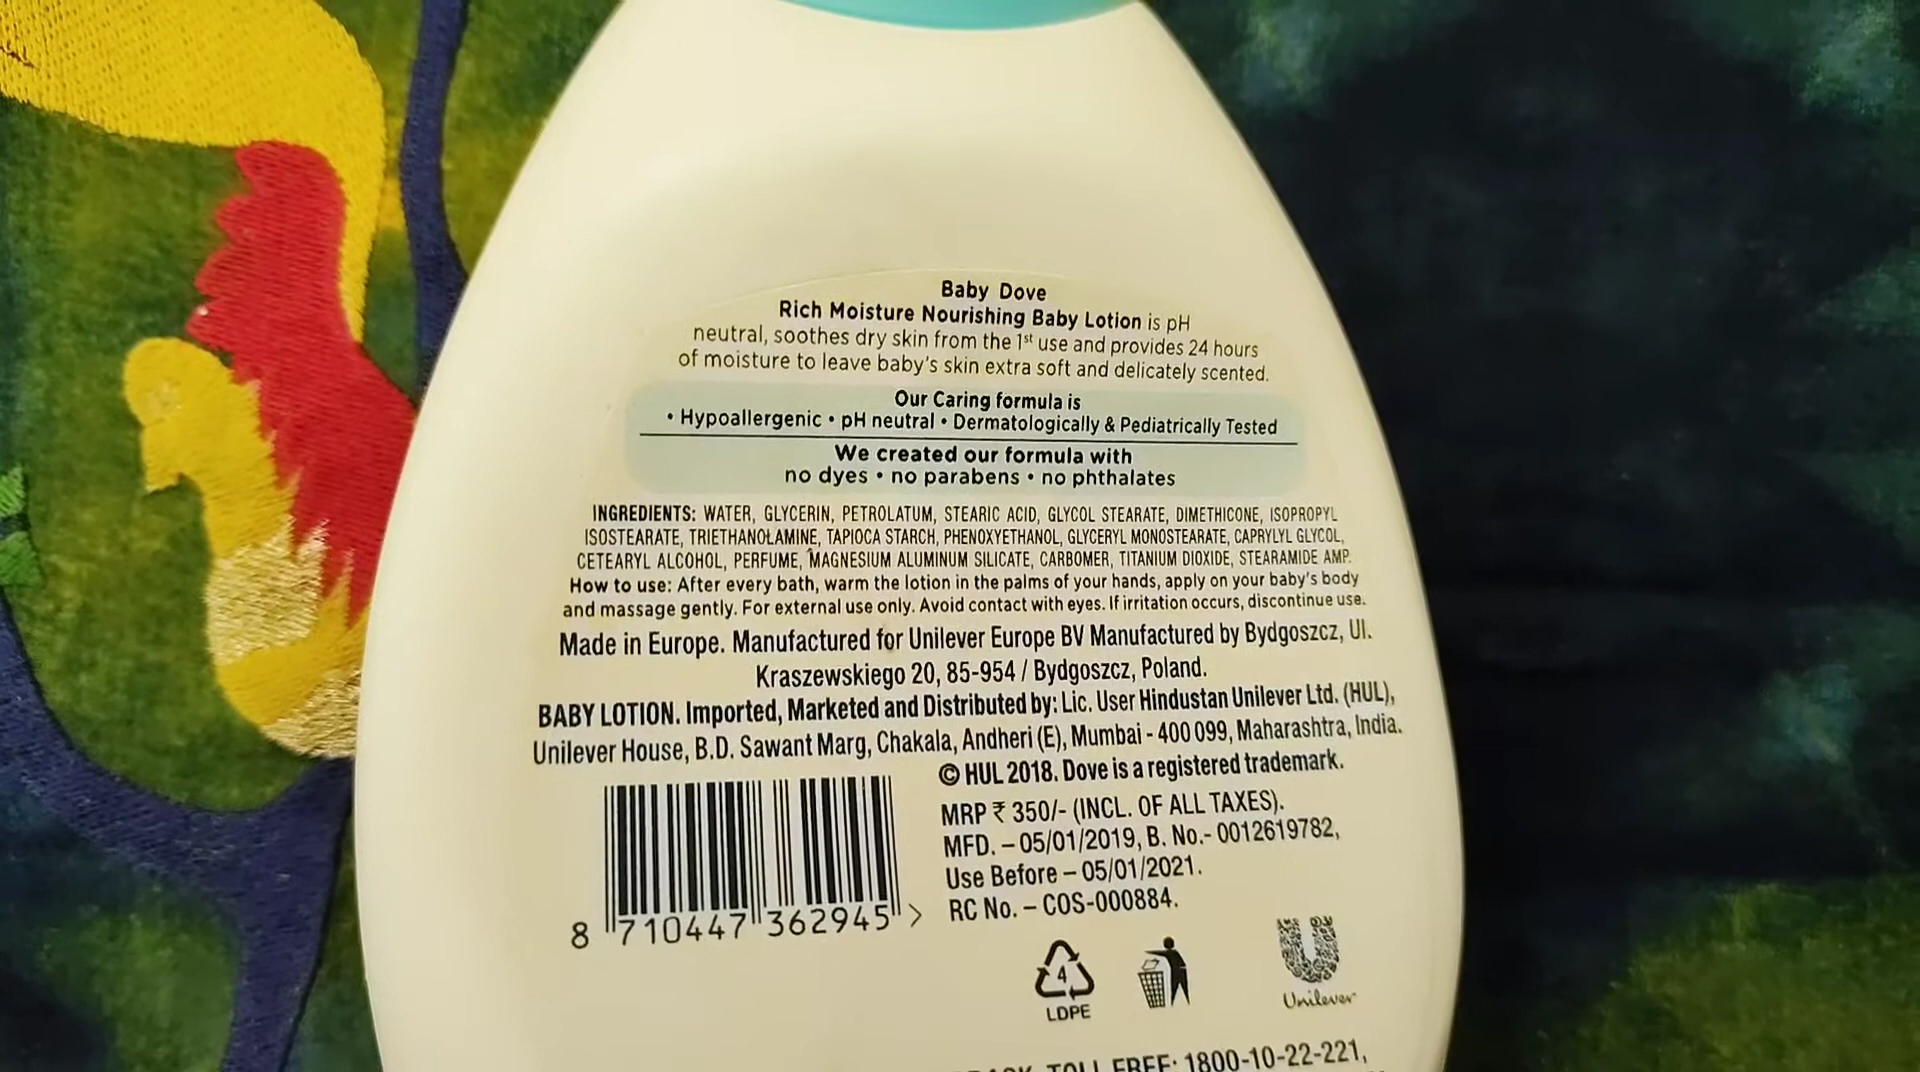 Baby Dove
Rich Moisture Nourishing Baby Lotion is pH
neutral, soothes dry skin from the 1st use and provides 24 hours
of moisture to leave baby's skin extra soft and delicately scented.
Our Caring formula is
• Hypoallergenic • pH neutral • Dermatologically & Pediatrically Tested
We created our formula with
no dyes • no parabens • no phthalates
INGREDIENTS: WATER, GLYCERIN, PETROLATUM, STEARIC ACID, GLYCOL STEARATE, DIMETHICONE, ISOPROPYL
ISOSTEARATE, TRIETHANOLAMINE, TAPIOCA STARCH, PHENOXYETHANOL, GLYCERYL MONOSTEARATE, CAPRYLYL GLYCOL,
CETEARYL ALCOHOL, PERFUME, MAGNESIUM ALUMINUM SILICATE, CARBOMER, TITANIUM DIOXIDE, STEARAMIDE AMP.
How to use: After every bath, warm the lotion in the palms of your hands, apply on your baby's body
and massage gently. For external use only. Avoid contact with eyes. If irritation occurs, discontinue use.
Made in Europe. Manufactured for Unilever Europe BV Manufactured by Bydgoszcz, Ul.
Kraszewskiego 20, 85-954 / Bydgoszcz, Poland.
BABY LOTION. Imported, Marketed and Distributed by: Lic. User Hindustan Unilever Ltd. (HUL),
Unilever House, B.D. Sawant Marg, Chakala, Andheri (E), Mumbai - 400 099, Maharashtra, India.
© HUL 2018. Dove is a registered trademark.
MRP ₹ 350/- (INCL. OF ALL TAXES).
MFD. – 05/01/2019, B. No.- 0012619782,
Use Before – 05/01/2021.
RC No. – COS-000884.
8 710447 362945 >
4
LDPE
Unilever
TOLL FREE: 1800-10-22-221,